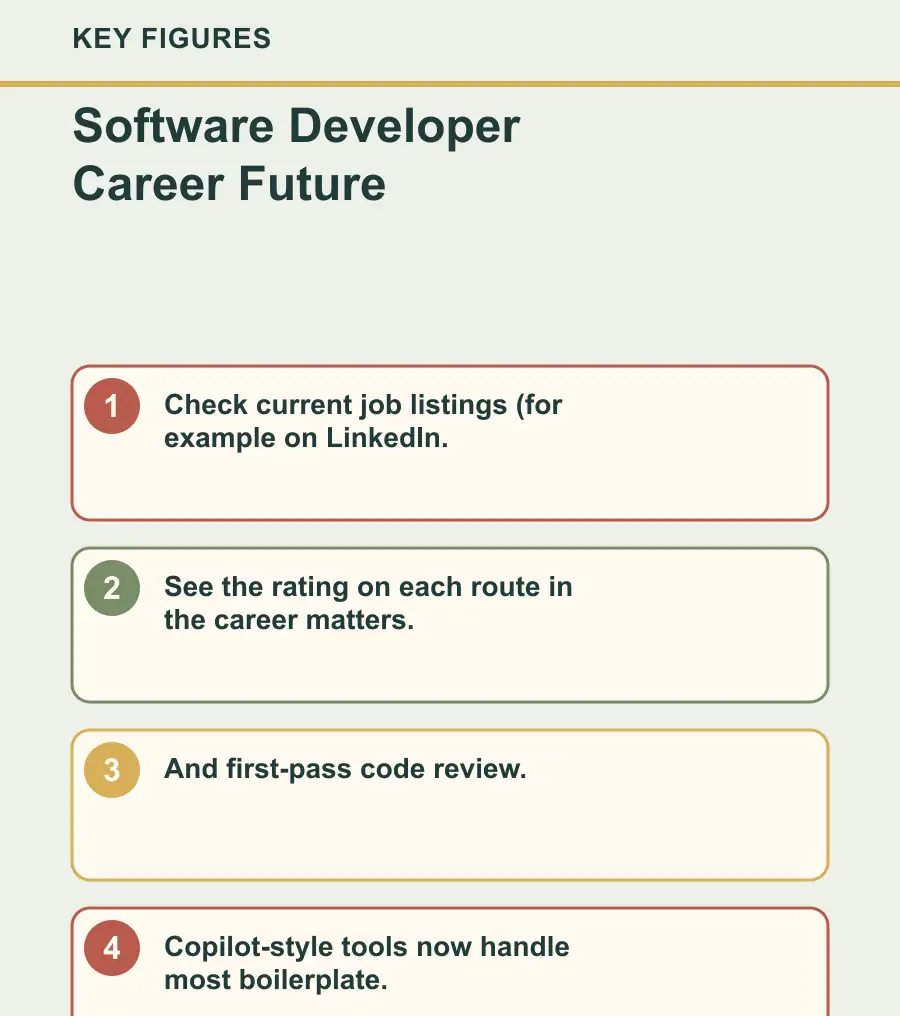 KEY FIGURES
Software Developer
Career Future
1
Check current job listings (for
example on LinkedIn.
2
See the rating on each route in
the career matters.
3
And first-pass code review.
4
Copilot-style tools now handle
most boilerplate.